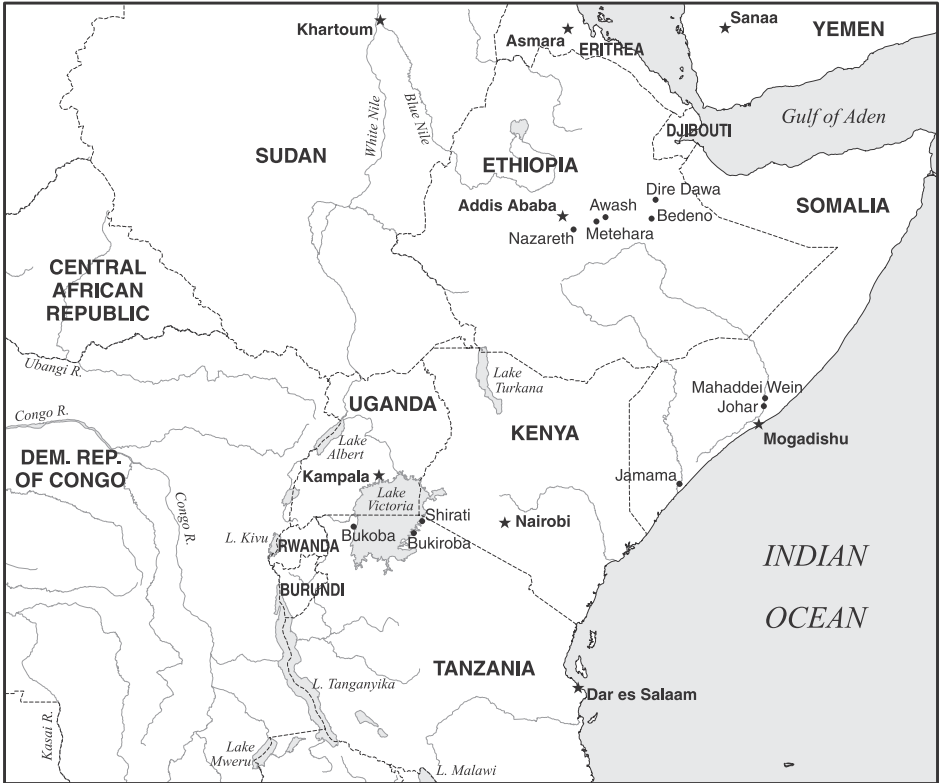 Khartoum
Sanaa
YEMEN
Asmara
ERITREA
White Nile
Blue Nile
Gulf of Aden
DJIBOUTI
SUDAN
ETHIOPIA
Dire Dawa
Addis Ababa
Awash
SOMALIA
Bedeno
Nazareth
Metehara
CENTRAL
AFRICAN
REPUBLIC
Ubangi R.
Lake
Turkana
Mahaddei Wein
Johar
UGANDA
Congo R.
KENYA
Mogadishu
Lake
Albert
DEM. REP.
OF CONGO
Kampala
Jamama
Lake
Victoria
Congo R.
Shirati
Nairobi
Bukoba
Bukiroba
L. Kivu
RWANDA
INDIAN
OCEAN
BURUNDI
TANZANIA
L. Tanganyika
Dar es Salaam
Kasai R.
Lake
Mweru
L. Malawi